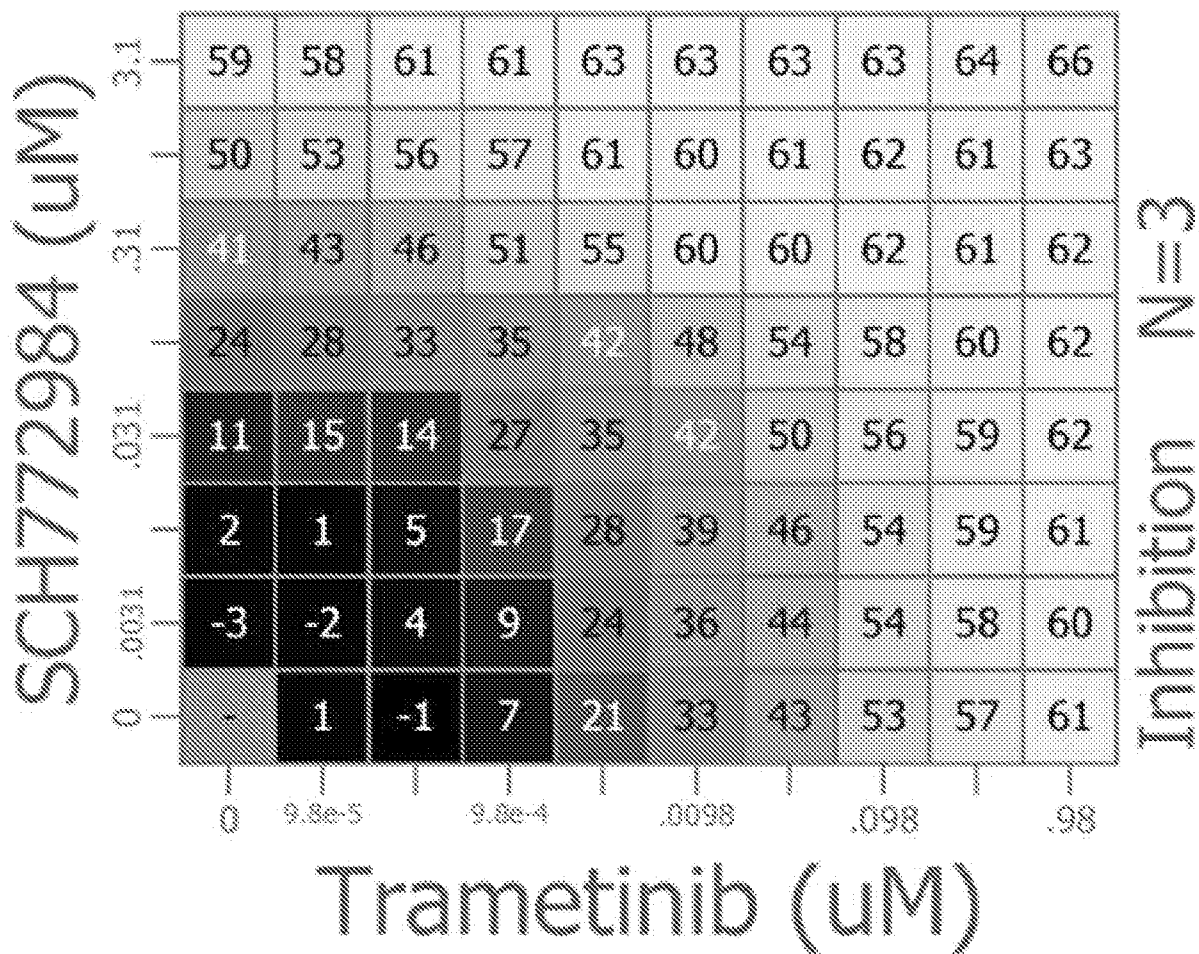 SCH772984 (uM)
3.1 59 58 61 61 63 63 63 63 64 66
50 53 56 57 61 60 61 62 61 63
.31 41 43 46 51 55 60 60 62 61 62
24 28 33 35 42 48 54 58 60 62
.031 11 15 14 27 35 42 50 56 59 62
2 1 5 17 28 39 46 54 59 61
.0031 -3 -2 4 9 24 36 44 54 58 60
0 - 1 -1 7 21 33 43 53 57 61
0 9.8e-5 9.8e-4 .0098 .098 .98
Trametinib (uM)
Inhibition N=3